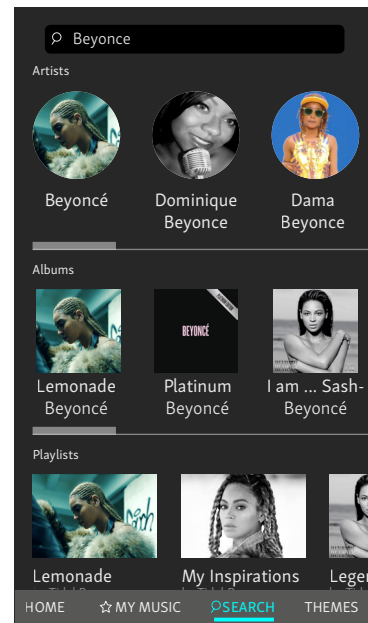 Beyonce
Artists
Beyoncé
Dominique
Beyonce
Dama
Beyonce
Albums
BEYONCÉ
Lemonade
Beyoncé
Platinum
Beyoncé
I am ... Sash-
Beyoncé
Playlists
Lemonade
My Inspirations
HOME
MY MUSIC
SEARCH
THEMES